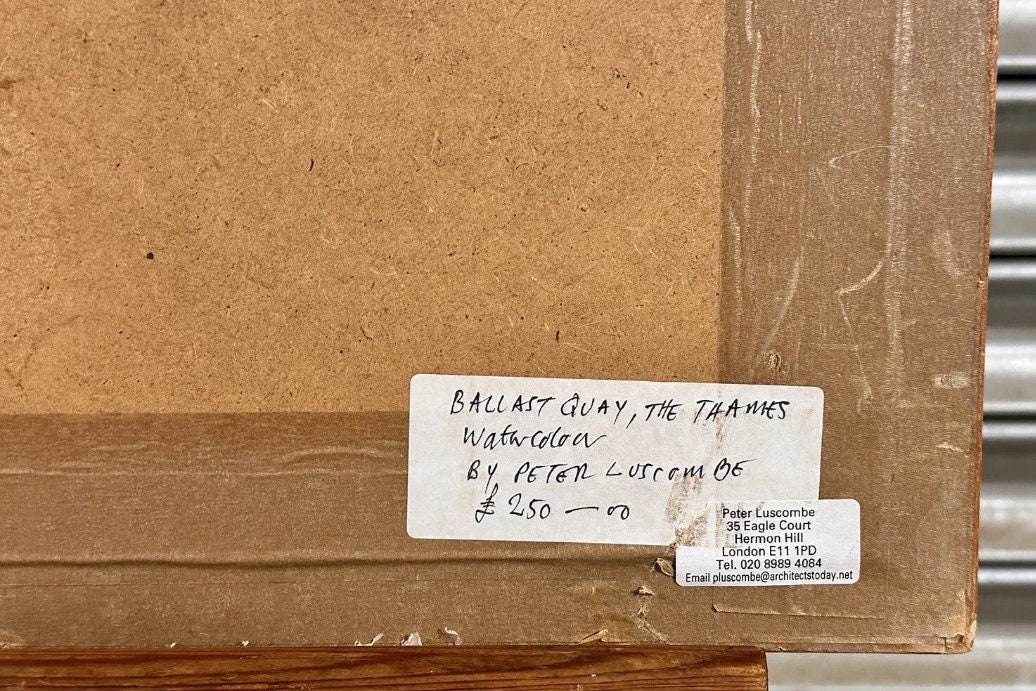 BALLAST QUAY, THE THAMES
Watercolour
BY PETER LUSCOMBE
£250—00
Peter Luscombe
35 Eagle Court
Hermon Hill
London E11 1PD
Tel. 020 8989 4084
Email pluscombe@architectstoday.net